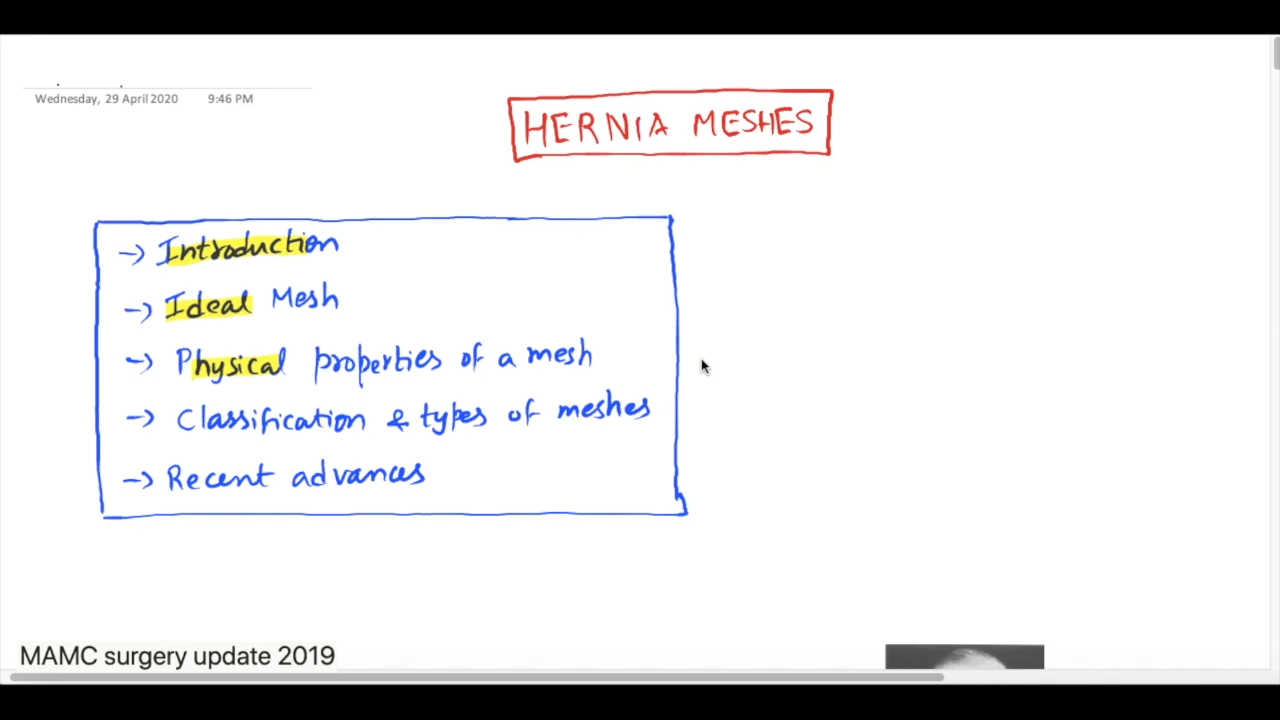 Wednesday, 29 April 2020 9:46 PM
HERNIA MESHES
→ Introduction
→ Ideal Mesh
→ Physical properties of a mesh
→ Classification & types of meshes
→ Recent advances
MAMC surgery update 2019